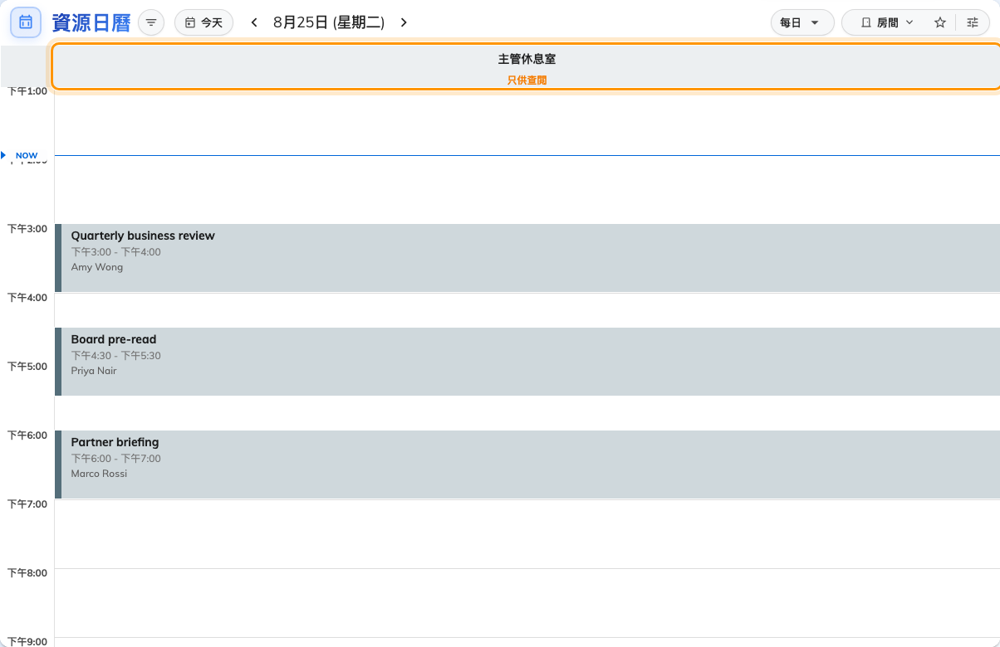 資源日曆
今天
8月25日 (星期二)
每日
房間
主管休息室
只供查閱
下午1:00
NOW
下午3:00
Quarterly business review
下午3:00 - 下午4:00
Amy Wong
下午4:00
Board pre-read
下午4:30 - 下午5:30
Priya Nair
下午5:00
下午6:00
Partner briefing
下午6:00 - 下午7:00
Marco Rossi
下午7:00
下午8:00
下午9:00